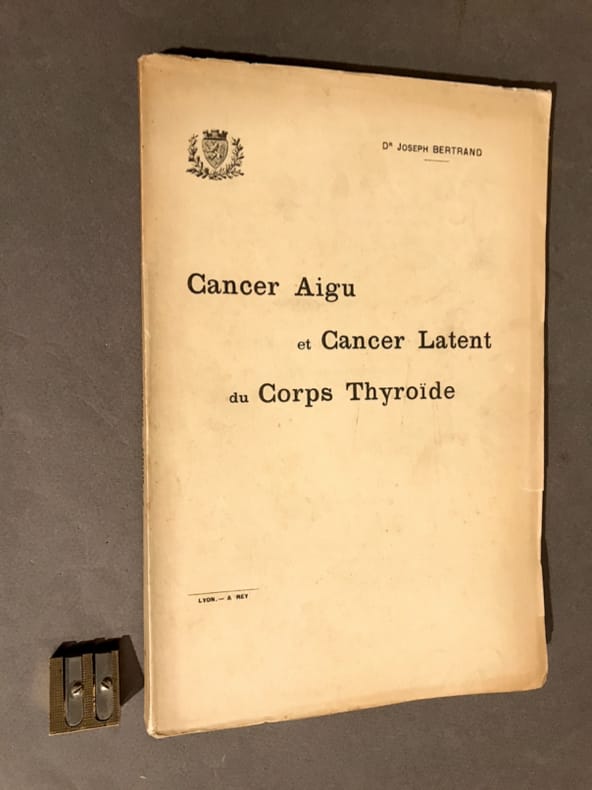 Dᴿ JOSEPH BERTRAND
Cancer Aigu
et Cancer Latent
du Corps Thyroïde
LYON. — A REY